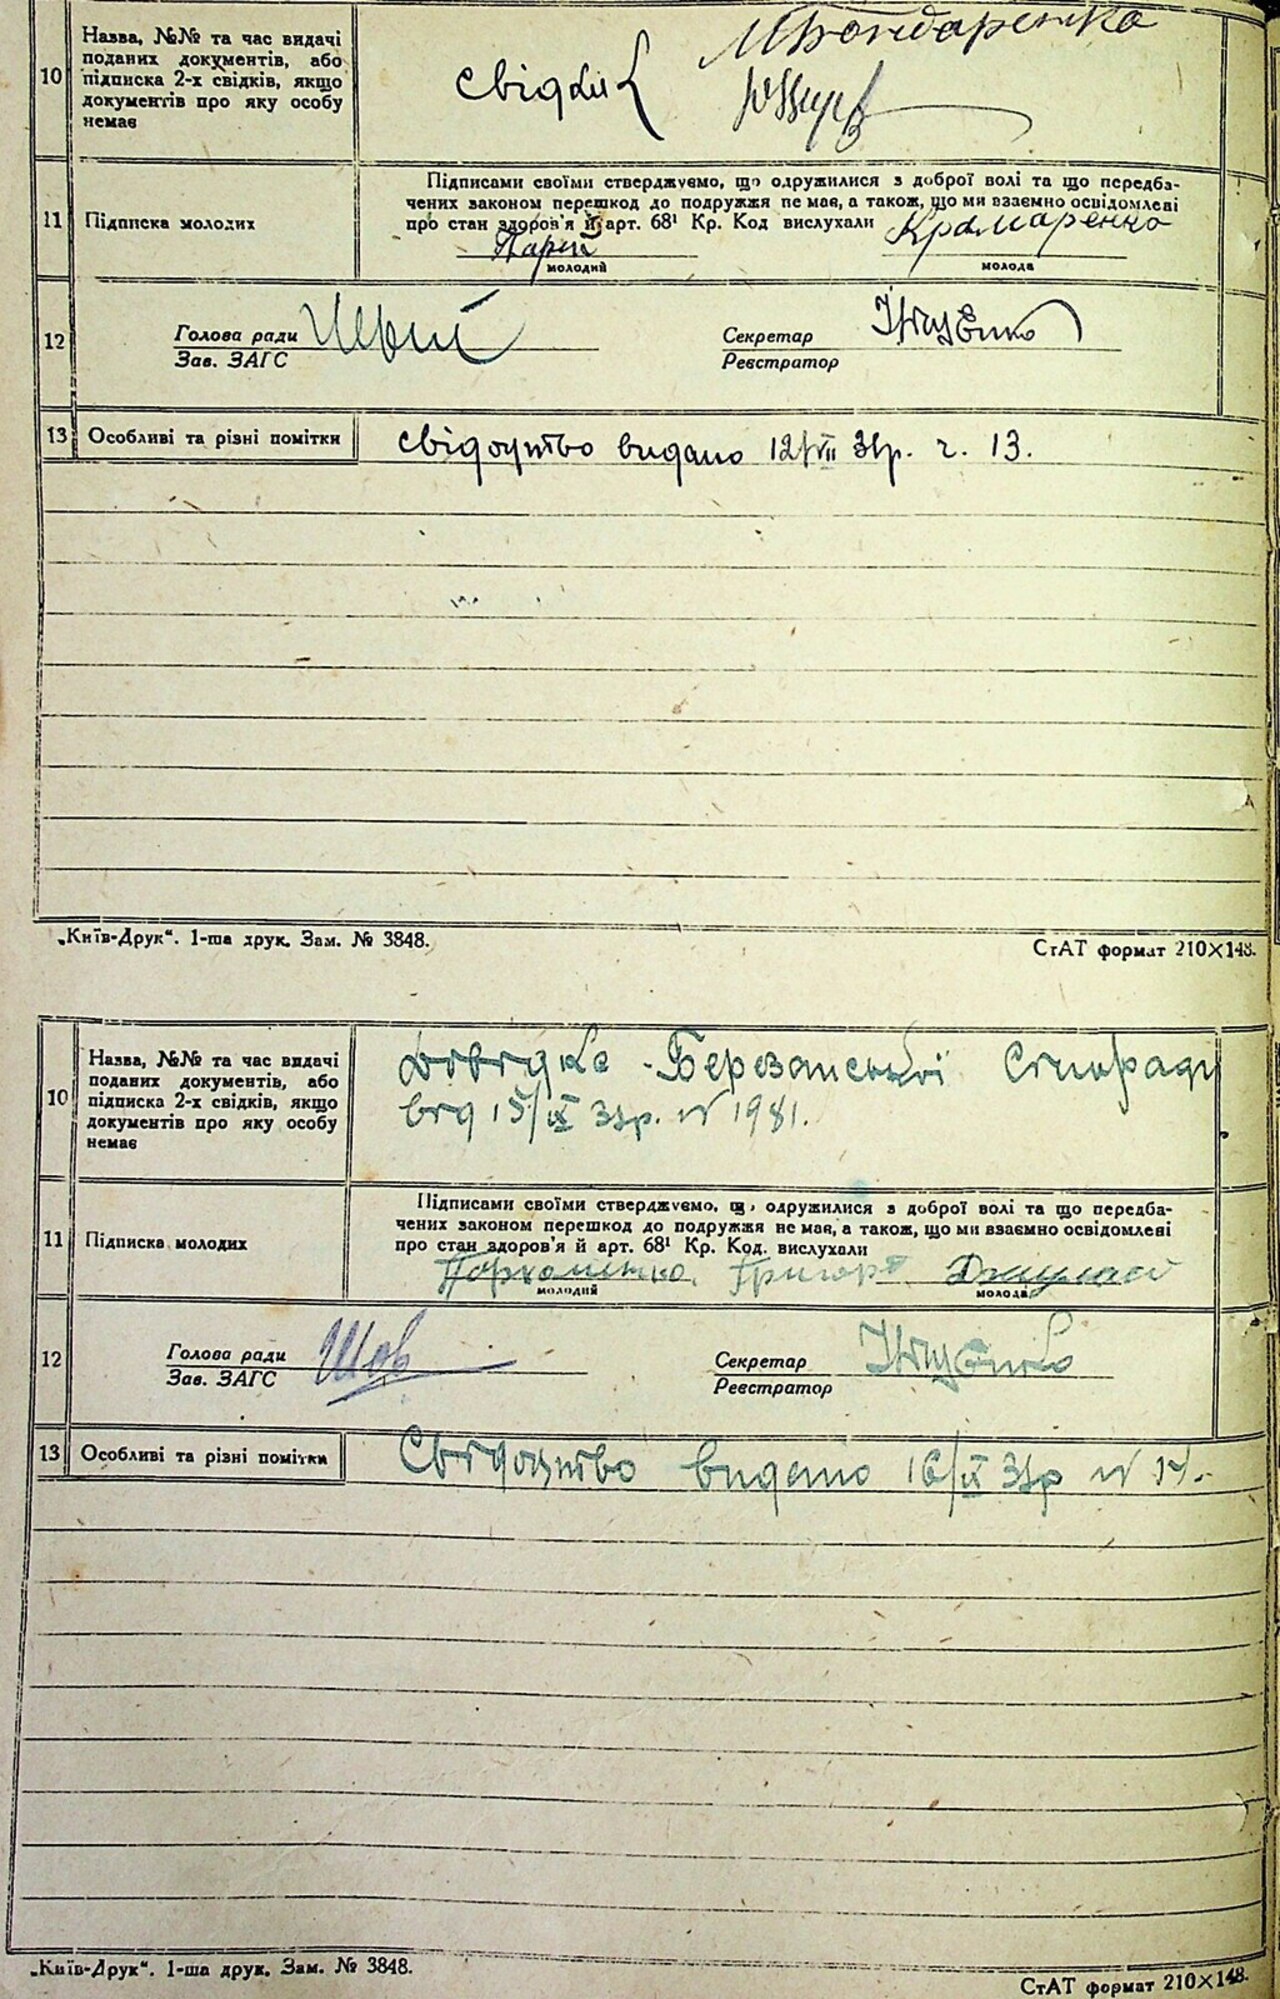 10
Назва, №№ та час видачі
поданих документів, або
підписка 2-х свідків, якщо
документів про яку особу
немає
Бондаренко
свідки
11
Підписка молодих
Підписами своїми стверджуємо, що одружилися з доброї волі та що передба-
чених законом перешкод до подружжя не має, а також, що ми взаємно освідомлені
про стан здоров'я й арт. 68¹ Кр. Код вислухали
Крамаренко
молодий
молода
12
Голова ради
Зав. ЗАГС
Секретар
Реєстратор
13
Особливі та різні помітки
свідоцтво видано 12/VII 31р. ч. 13.
„Київ-Друк“. 1-ша друк. Зам. № 3848.
СтАТ формат 210×148.
10
Назва, №№ та час видачі
поданих документів, або
підписка 2-х свідків, якщо
документів про яку особу
немає
Довідка Березанської Сільради
від 15/IX 31р. № 1981.
11
Підписка молодих
Підписами своїми стверджуємо, що одружилися з доброї волі та що передба-
чених законом перешкод до подружжя не має, а також, що ми взаємно освідомлені
про стан здоров'я й арт. 68¹ Кр. Код. вислухали
Пархоменко. Григорі
молодий
молода
12
Голова ради
Зав. ЗАГС
Секретар
Реєстратор
13
Особливі та різні помітки
Свідоцтво видано 16/IX 31р №
„Київ-Друк“. 1-ша друк. Зам. № 3848.
СтАТ формат 210×148.